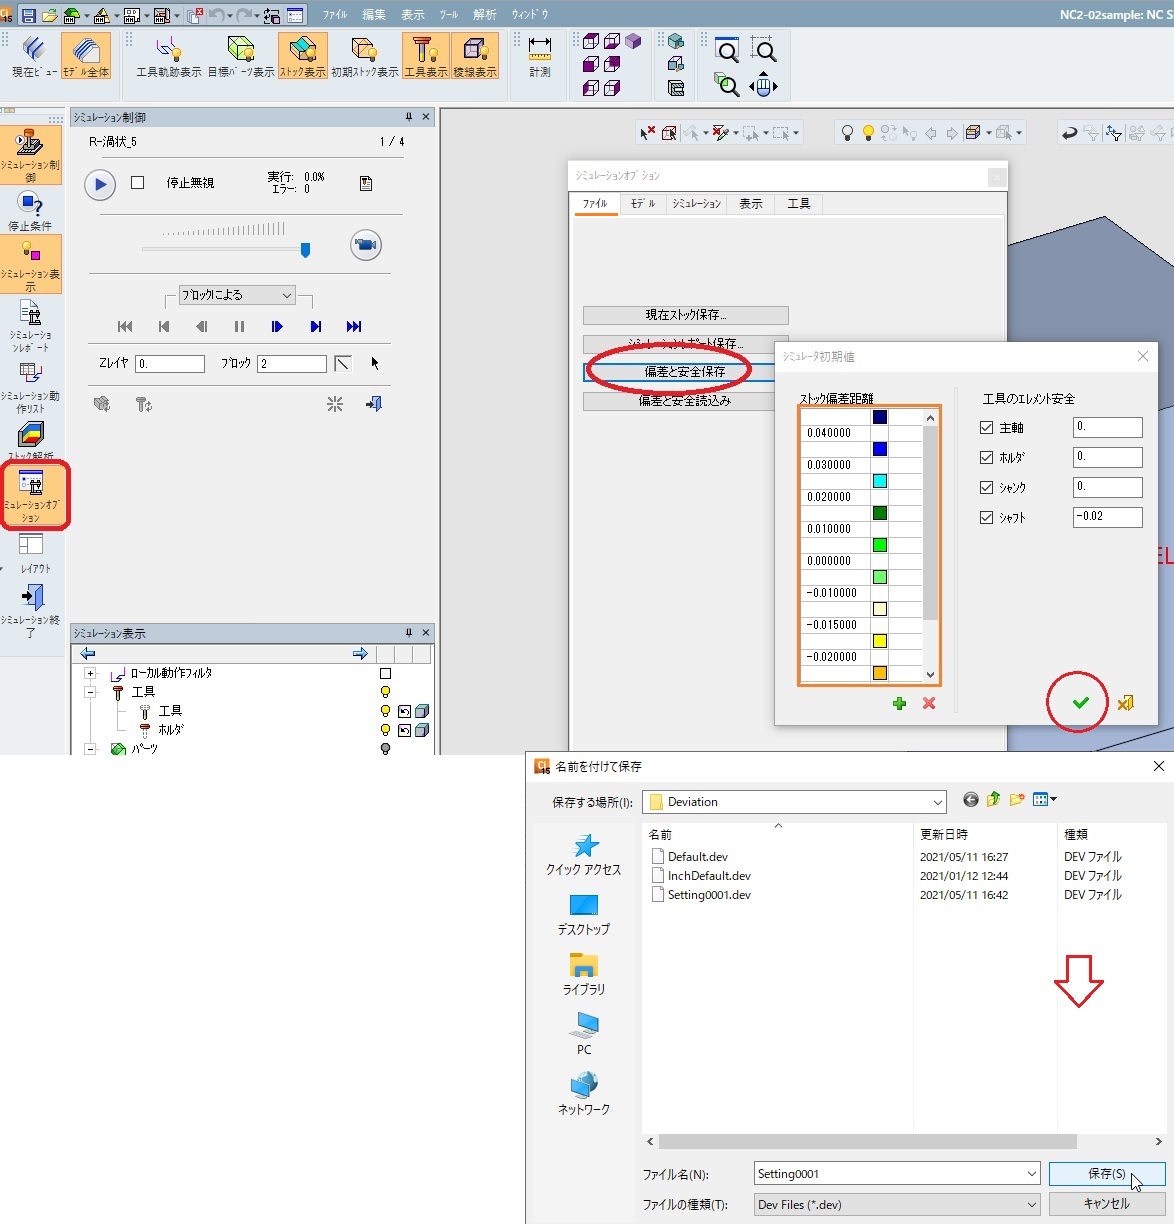 15
ファイル 編集 表示 ツール 解析 ウィンドウ
NC2-02sample: NC S
現在ビュー モデル全体 工具軌跡表示 目標パーツ表示 ストック表示 初期ストック表示 工具表示 稜線表示 計測
シミュレーション制御
シミュレーション制
御
停止条件
シミュレーション表
示
シミュレーショ
ンレポート
シミュレーション動
作リスト
ストック解析
ミュレーションオプ
ション
レイアウト
シミュレーション終
了
R-渦状_5
1 / 4
停止無視
実行: 0.0%
エラー: 0
ブロックによる
Zレイヤ 0.
ブロック 2
シミュレーション表示
ローカル動作フィルタ
工具
工具
ホルダ
パーツ
シミュレーションオプション
ファイル モデル シミュレーション 表示 工具
現在ストック保存...
シミュレーションレポート保存...
偏差と安全保存
偏差と安全読込み
シミュレータ初期値
ストック偏差距離
0.040000
0.030000
0.020000
0.010000
0.000000
-0.010000
-0.015000
-0.020000
工具のエレメント安全
主軸 0.
ホルダ 0.
シャンク 0.
シャフト -0.02
EL
名前を付けて保存
保存する場所(I): Deviation
クイック アクセス
デスクトップ
ライブラリ
PC
ネットワーク
名前 更新日時 種類
Default.dev 2021/05/11 16:27 DEV ファイル
InchDefault.dev 2021/01/12 12:44 DEV ファイル
Setting0001.dev 2021/05/11 16:42 DEV ファイル
ファイル名(N): Setting0001 保存(S)
ファイルの種類(T): Dev Files (*.dev) キャンセル